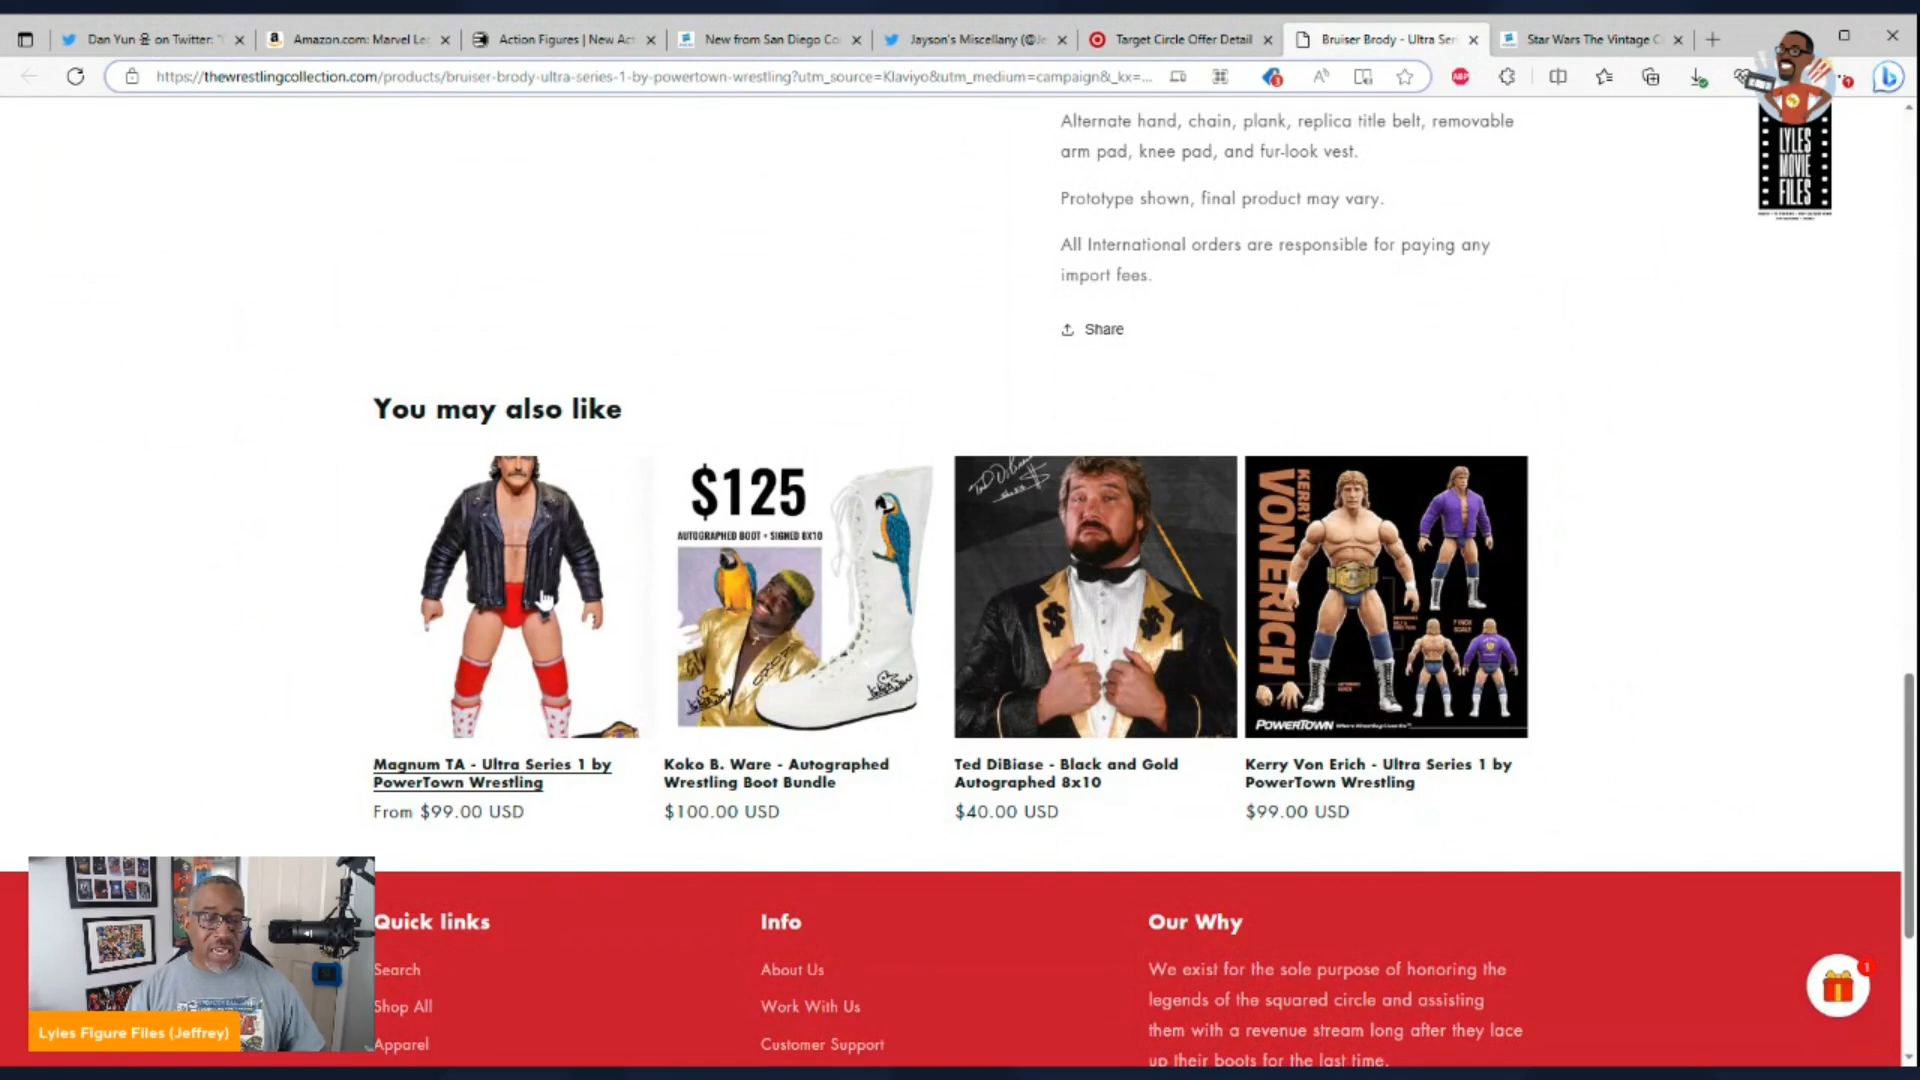 Dan Yun 윤 on Twitter: "
Amazon.com: Marvel Le
Action Figures | New Ac
New from San Diego Co
Jayson's Miscellany (@Je
Target Circle Offer Detail
Bruiser Brody - Ultra Ser
Star Wars The Vintage C
https://thewrestlingcollection.com/products/bruiser-brody-ultra-series-1-by-powertown-wrestling?utm_source=Klaviyo&utm_medium=campaign&_kx=...
ABP
LYLES
MOVIE
FILES
Alternate hand, chain, plank, replica title belt, removable
arm pad, knee pad, and fur-look vest.
Prototype shown, final product may vary.
All International orders are responsible for paying any
import fees.
Share
You may also like
$125
AUTOGRAPHED BOOT + SIGNED 8X10
KERRY
VON ERICH
7 INCH
SCALE
POWERTOWN
Magnum TA - Ultra Series 1 by
PowerTown Wrestling
From $99.00 USD
Koko B. Ware - Autographed
Wrestling Boot Bundle
$100.00 USD
Ted DiBiase - Black and Gold
Autographed 8x10
$40.00 USD
Kerry Von Erich - Ultra Series 1 by
PowerTown Wrestling
$99.00 USD
Quick links
Search
Shop All
Apparel
Info
About Us
Work With Us
Customer Support
Our Why
We exist for the sole purpose of honoring the
legends of the squared circle and assisting
them with a revenue stream long after they lace
up their boots for the last time.
1
Lyles Figure Files (Jeffrey)